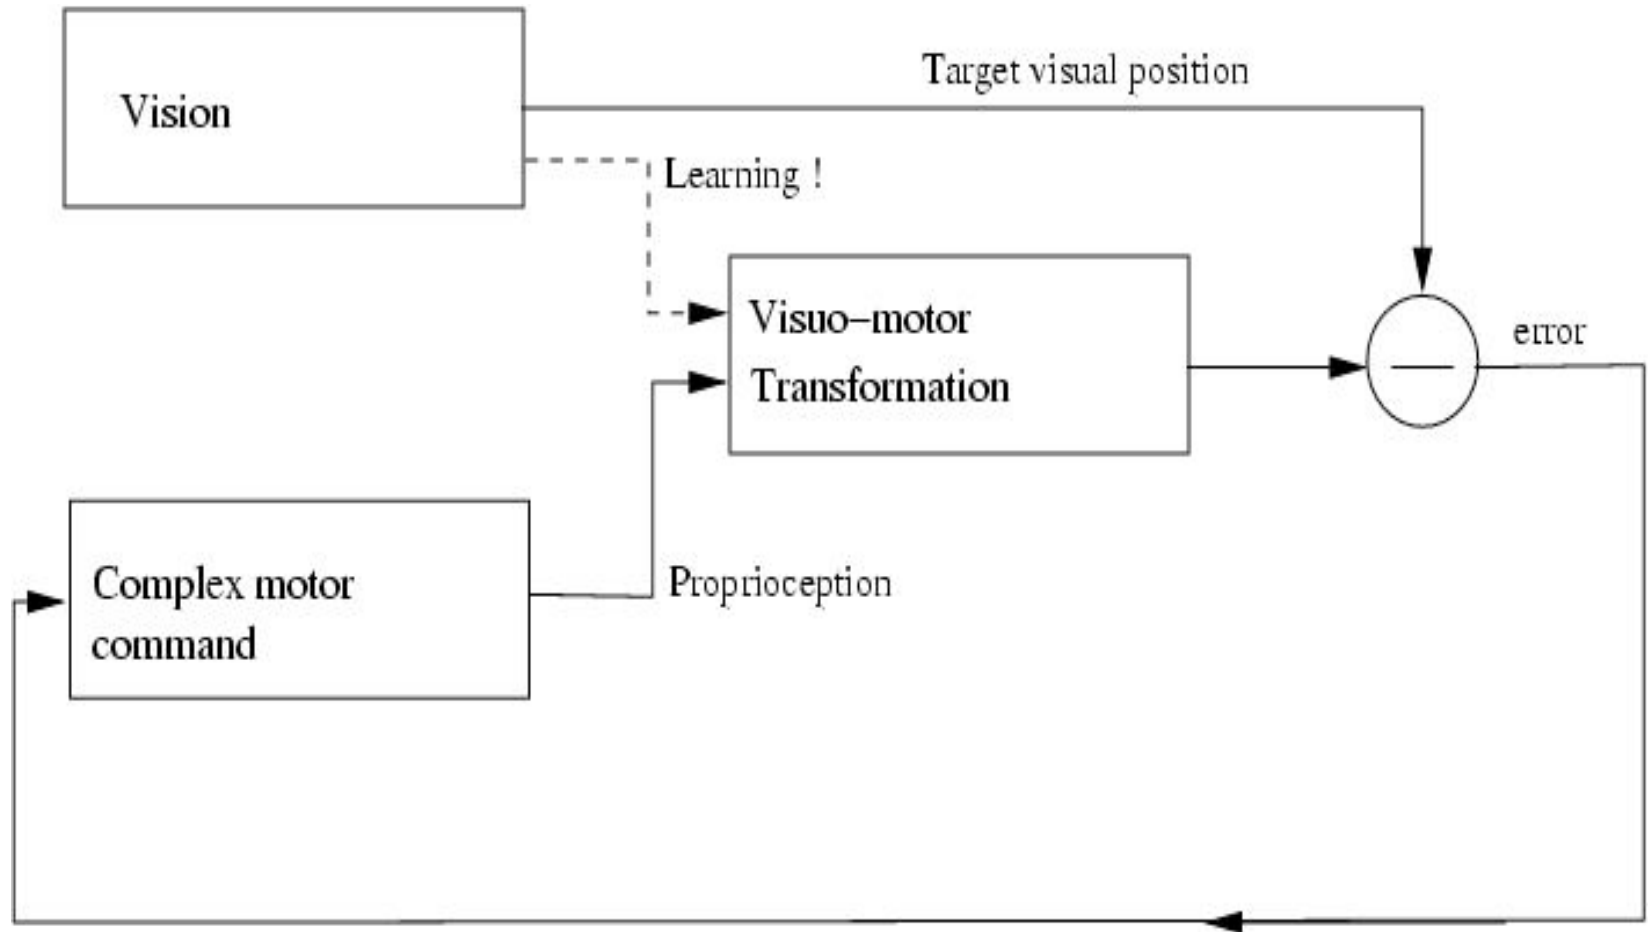 Target visual position
Vision
Learning !
Visuo-motor
Transformation
error
Complex motor
command
Proprioception